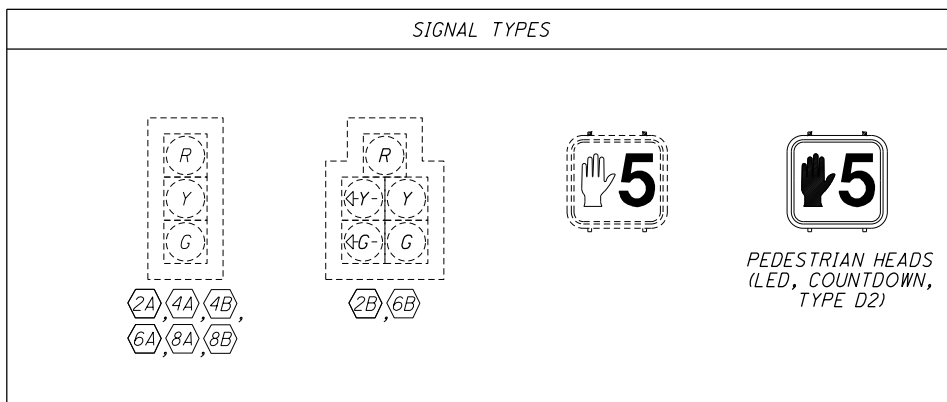 SIGNAL TYPES
R
Y
G
R
Y Y
G G
5
5
2A, 4A, 4B,
6A, 8A, 8B
2B, 6B
PEDESTRIAN HEADS
(LED, COUNTDOWN,
TYPE D2)